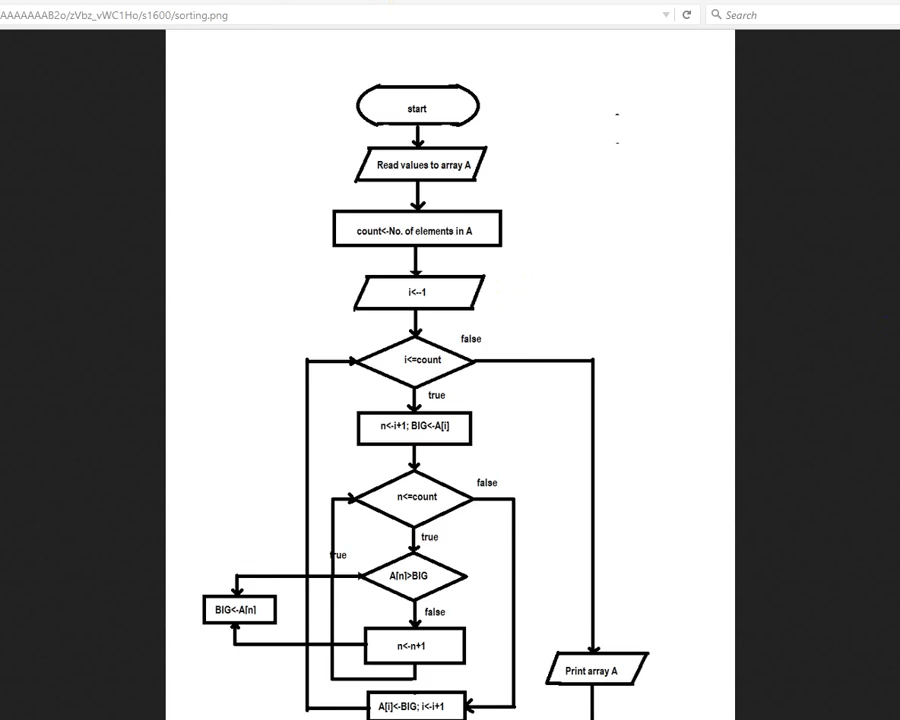 AAAAAAAB2o/zVbz_vWC1Ho/s1600/sorting.png
Search
start
Read values to array A
count<-No. of elements in A
i<--1
false
i<=count
true
n<-i+1; BIG<-A[i]
false
n<=count
true
true
A[n]>BIG
BIG<-A[n]
false
n<-n+1
Print array A
A[i]<-BIG; i<-i+1